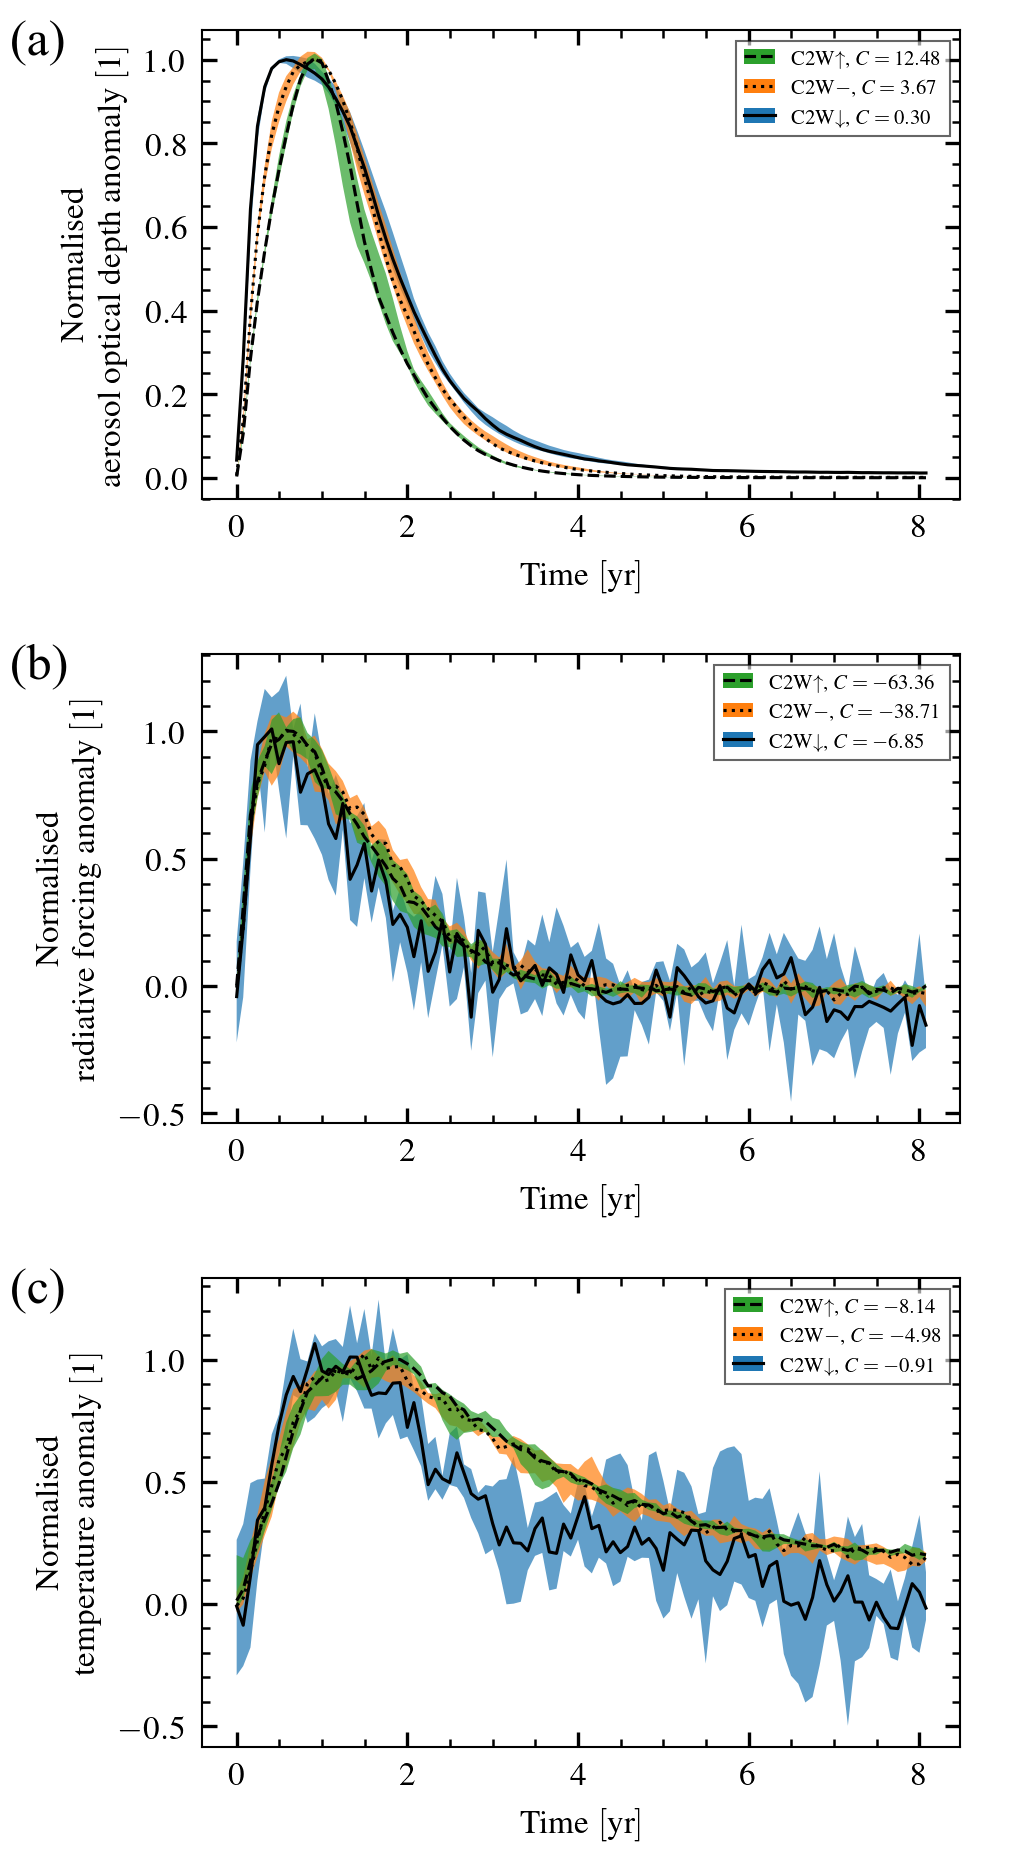 (a)
Normalised
aerosol optical depth anomaly [1]
1.0
0.8
0.6
0.4
0.2
0.0
C2W↑, C = 12.48
C2W−, C = 3.67
C2W↓, C = 0.30
0 2 4 6 8
Time [yr]
(b)
Normalised
radiative forcing anomaly [1]
1.0
0.5
0.0
−0.5
C2W↑, C = −63.36
C2W−, C = −38.71
C2W↓, C = −6.85
0 2 4 6 8
Time [yr]
(c)
Normalised
temperature anomaly [1]
1.0
0.5
0.0
−0.5
C2W↑, C = −8.14
C2W−, C = −4.98
C2W↓, C = −0.91
0 2 4 6 8
Time [yr]